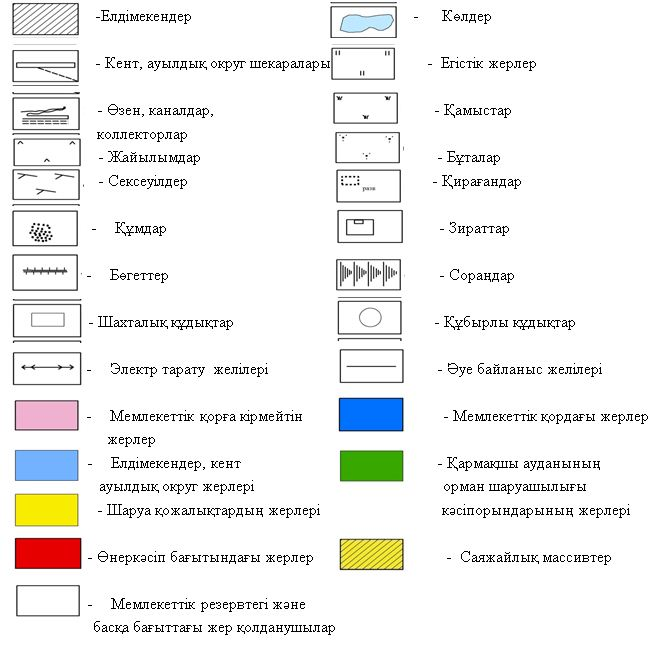 -Елдімекендер
- Кент, ауылдық округ шекаралары
- Өзен, каналдар,
коллекторлар
- Жайылымдар
- Сексеуілдер
- Құмдар
- Бөгеттер
- Шахталық құдықтар
- Электр тарату желілері
- Мемлекеттік қорға кірмейтін
жерлер
- Елдімекендер, кент
ауылдық округ жерлері
- Шаруа қожалықтардың жерлері
- Өнеркәсіп бағытындағы жерлер
- Мемлекеттік резервтегі және
басқа бағыттағы жер қолданушылар
- Көлдер
- Егістік жерлер
- Қамыстар
- Бұталар
разв
- Қирағандар
- Зираттар
- Сораңдар
- Құбырлы құдықтар
- Әуе байланыс желілері
- Мемлекеттік қордағы жерлер
- Қармақшы ауданының
орман шаруашылығы
кәсіпорындарының жерлері
- Саяжайлық массивтер